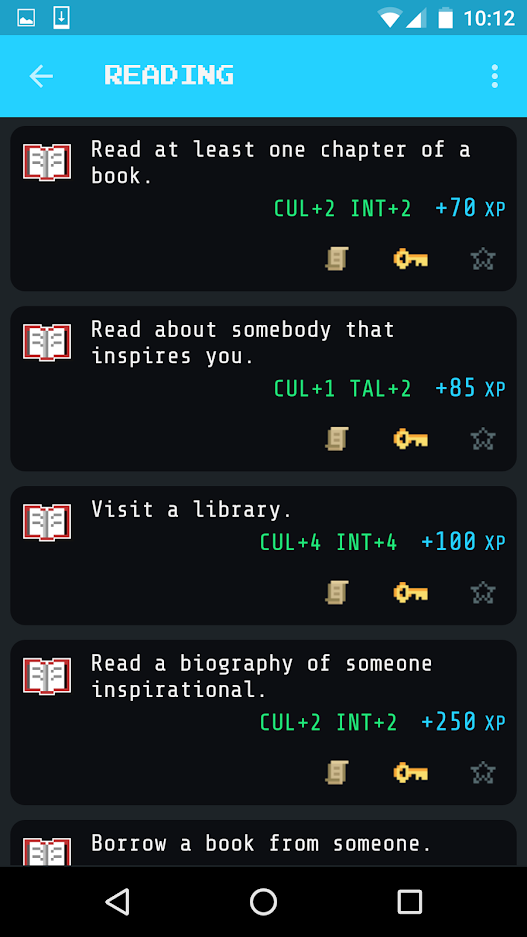 10:12
READING
Read at least one chapter of a
book.
CUL+2 INT+2 +70 XP
Read about somebody that
inspires you.
CUL+1 TAL+2 +85 XP
Visit a library.
CUL+4 INT+4 +100 XP
Read a biography of someone
inspirational.
CUL+2 INT+2 +250 XP
Borrow a book from someone.